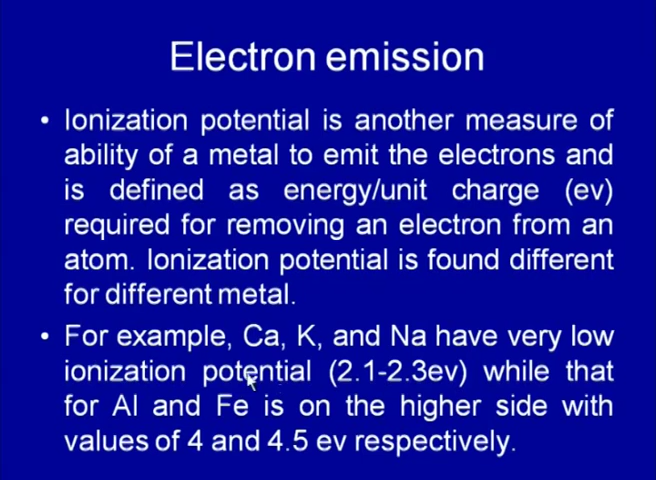 Electron emission
• Ionization potential is another measure of
ability of a metal to emit the electrons and
is defined as energy/unit charge (ev)
required for removing an electron from an
atom. Ionization potential is found different
for different metal.
• For example, Ca, K, and Na have very low
ionization potential (2.1-2.3ev) while that
for Al and Fe is on the higher side with
values of 4 and 4.5 ev respectively.